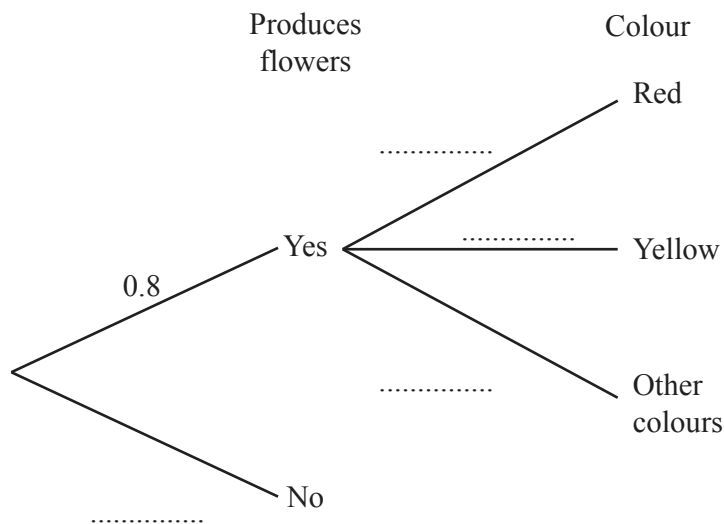 Produces
flowers
Colour
Red
....................
Yes
....................
Yellow
0.8
....................
Other
colours
No
....................